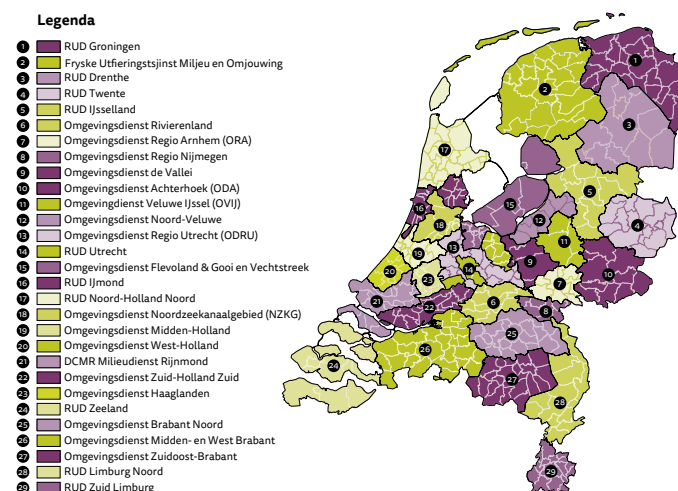 Legenda
1 RUD Groningen
2 Fryske Utfieringstsjinst Miljeu en Omjouwing
3 RUD Drenthe
4 RUD Twente
5 RUD IJsselland
6 Omgevingsdienst Rivierenland
7 Omgevingsdienst Regio Arnhem (ORA)
8 Omgevingsdienst Regio Nijmegen
9 Omgevingsdienst de Vallei
10 Omgevingsdienst Achterhoek (ODA)
11 Omgevingdienst Veluwe IJssel (OVIJ)
12 Omgevingsdienst Noord-Veluwe
13 Omgevingsdienst Regio Utrecht (ODRU)
14 RUD Utrecht
15 Omgevingsdienst Flevoland & Gooi en Vechtstreek
16 RUD IJmond
17 RUD Noord-Holland Noord
18 Omgevingsdienst Noordzeekanaalgebied (NZKG)
19 Omgevingsdienst Midden-Holland
20 Omgevingsdienst West-Holland
21 DCMR Milieudienst Rijnmond
22 Omgevingsdienst Zuid-Holland Zuid
23 Omgevingsdienst Haaglanden
24 RUD Zeeland
25 Omgevingsdienst Brabant Noord
26 Omgevingsdienst Midden- en West Brabant
27 Omgevingsdienst Zuidoost-Brabant
28 RUD Limburg Noord
29 RUD Zuid Limburg
1
2
3
17
15
5
16
4
18
12
13
11
19
9
14
20
10
23
7
21
6
22
8
25
26
24
27
28
29